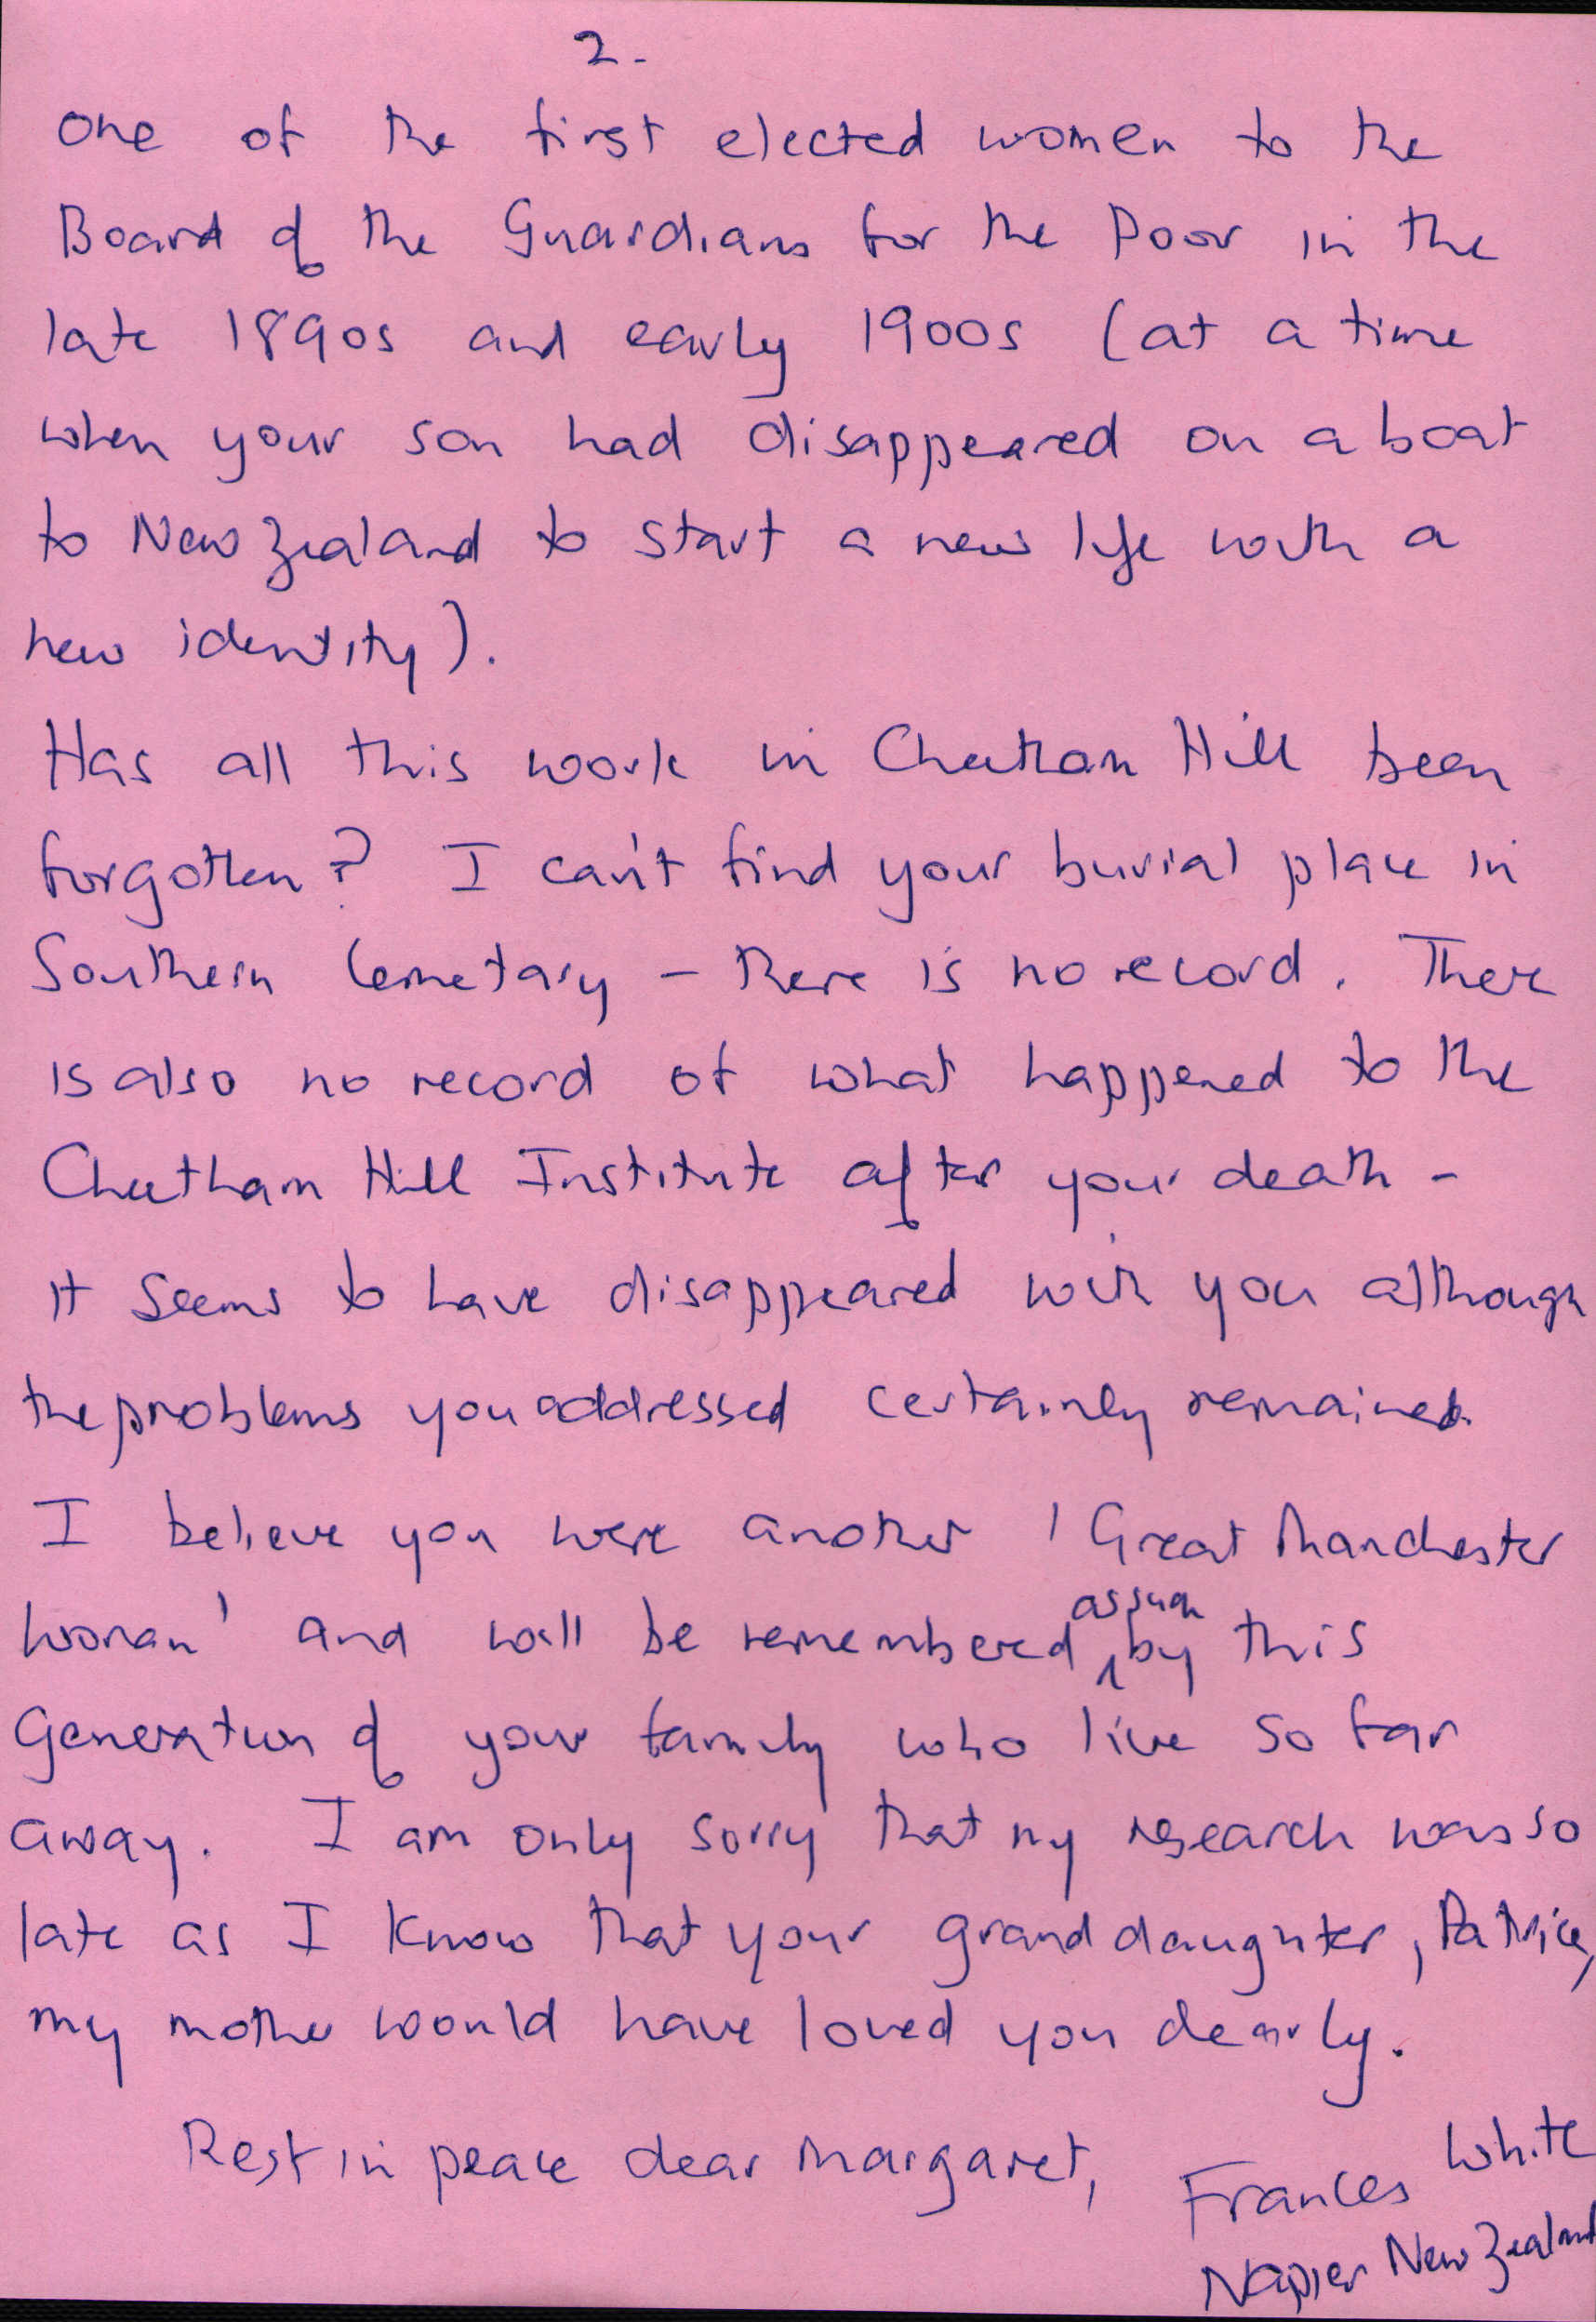 2-
One of the first elected women to the
Board of the Guardians for the Poor in the
late 1890s and early 1900s (at a time
when your son had disappeared on a boat
to New Zealand to start a new life with a
new identity).
Has all this work in Cheetham Hill been
forgotten? I can't find your burial place in
Southern Cemetary – there is no record. There
is also no record of what happened to the
Cheetham Hill Institute after your death –
it seems to have disappeared with you although
the problems you addressed certainly remained.
I believe you were another 'Great Manchester
Woman' and will be remembered as such by this
Generation of your family who live so far
away. I am only sorry that my research was so
late as I know that your granddaughter, Patrice,
my mother would have loved you dearly.
Rest in peace dear Margaret,
Frances White
Napier New Zealand